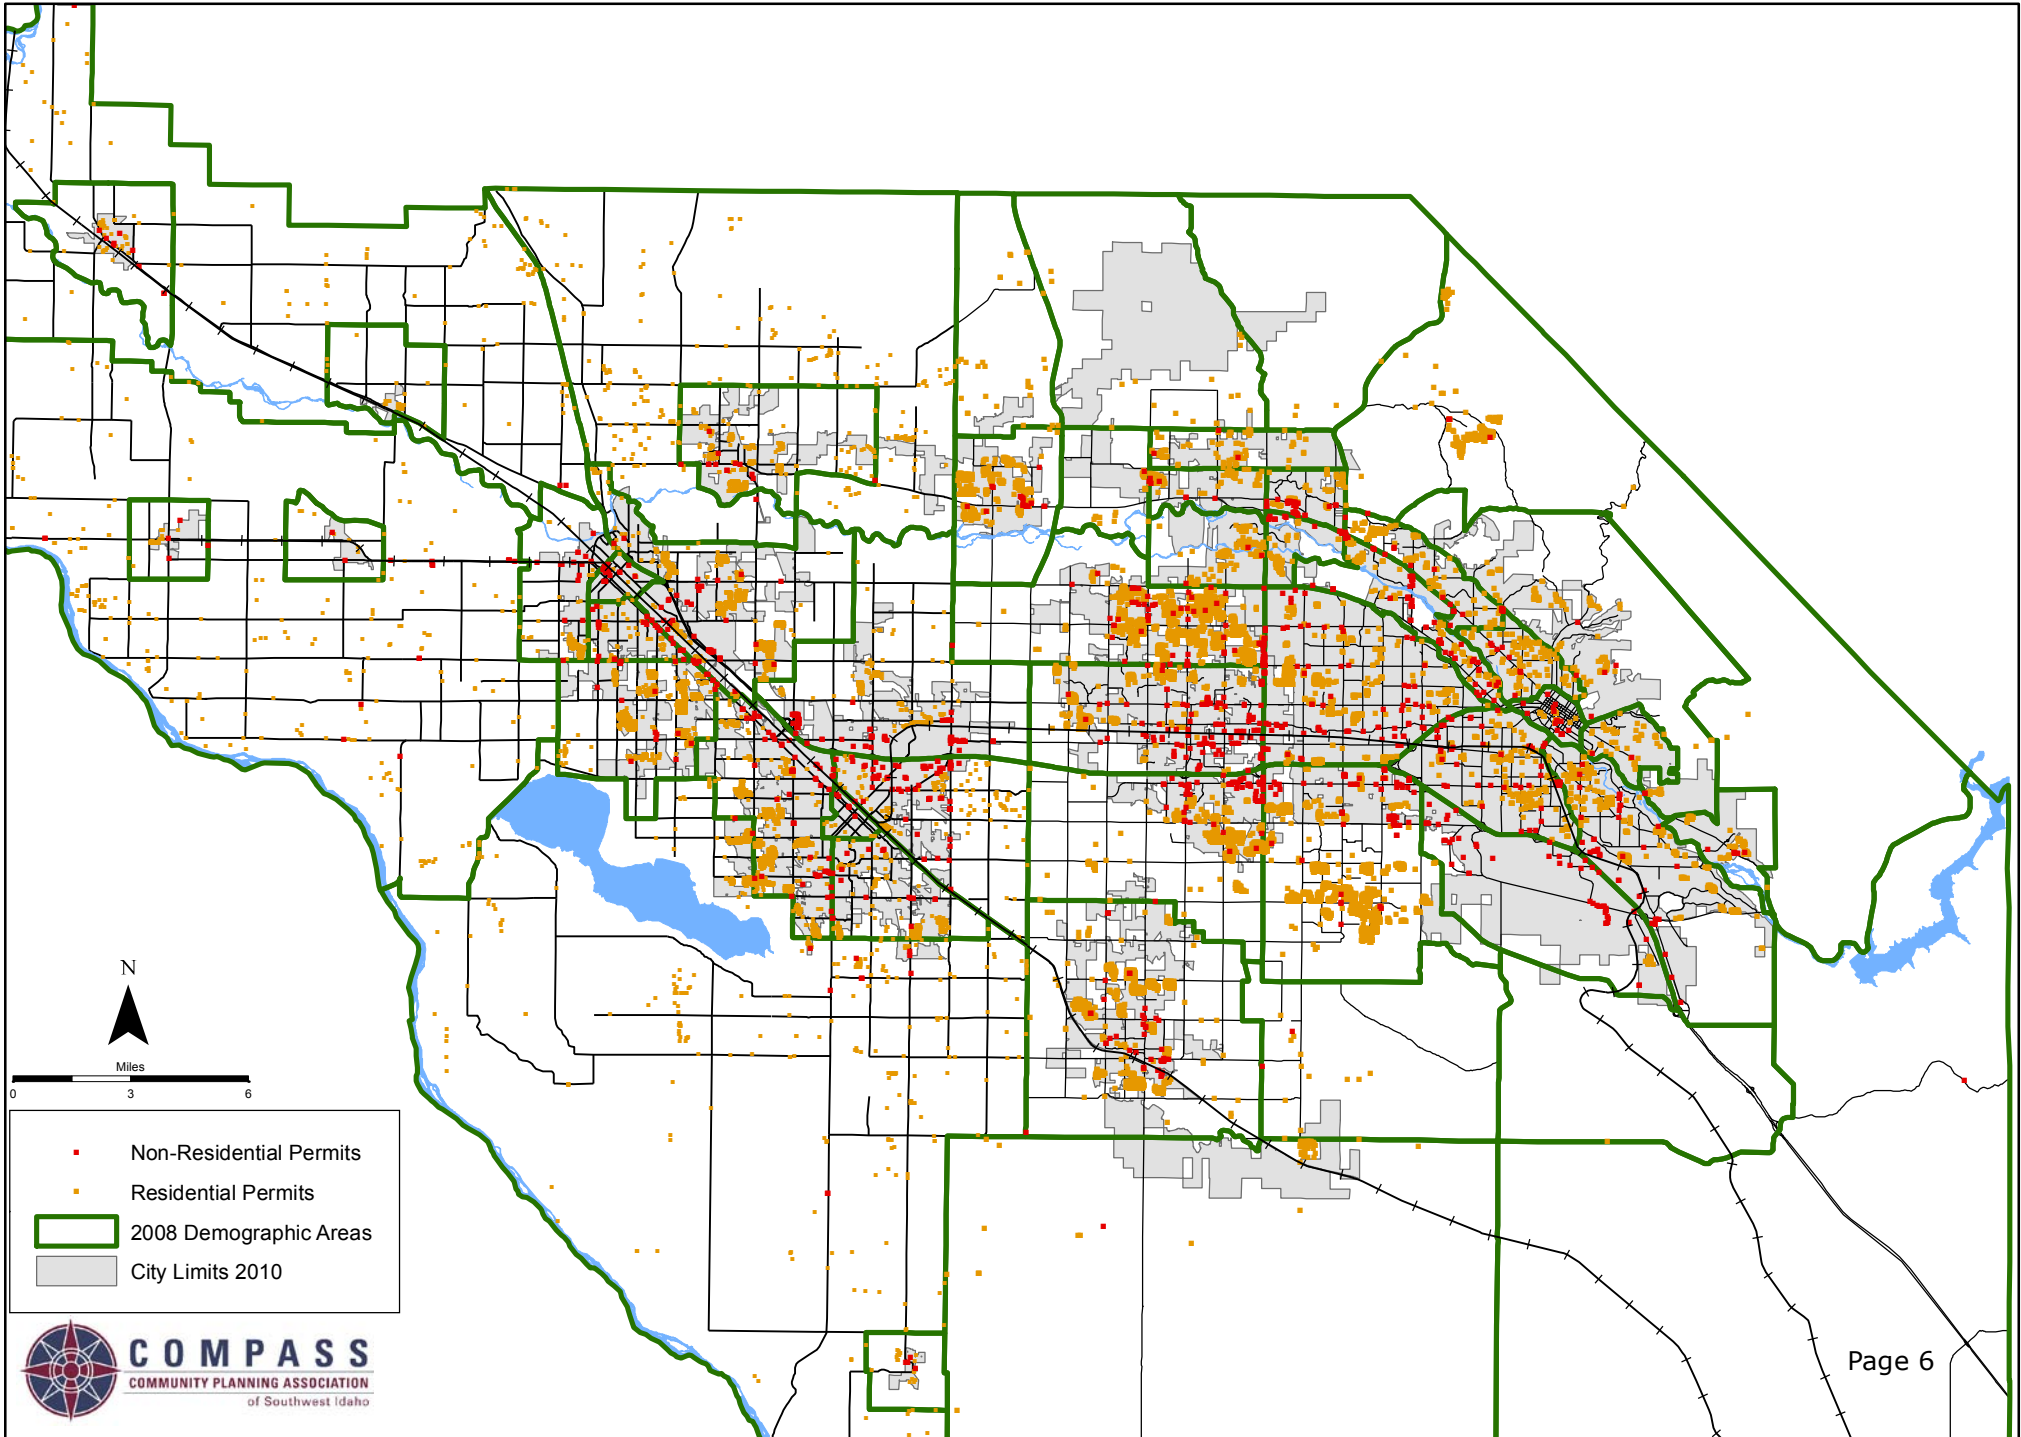 N
Miles
0 3 6
Non-Residential Permits
Residential Permits
2008 Demographic Areas
City Limits 2010
COMPASS
COMMUNITY PLANNING ASSOCIATION
of Southwest Idaho
Page 6